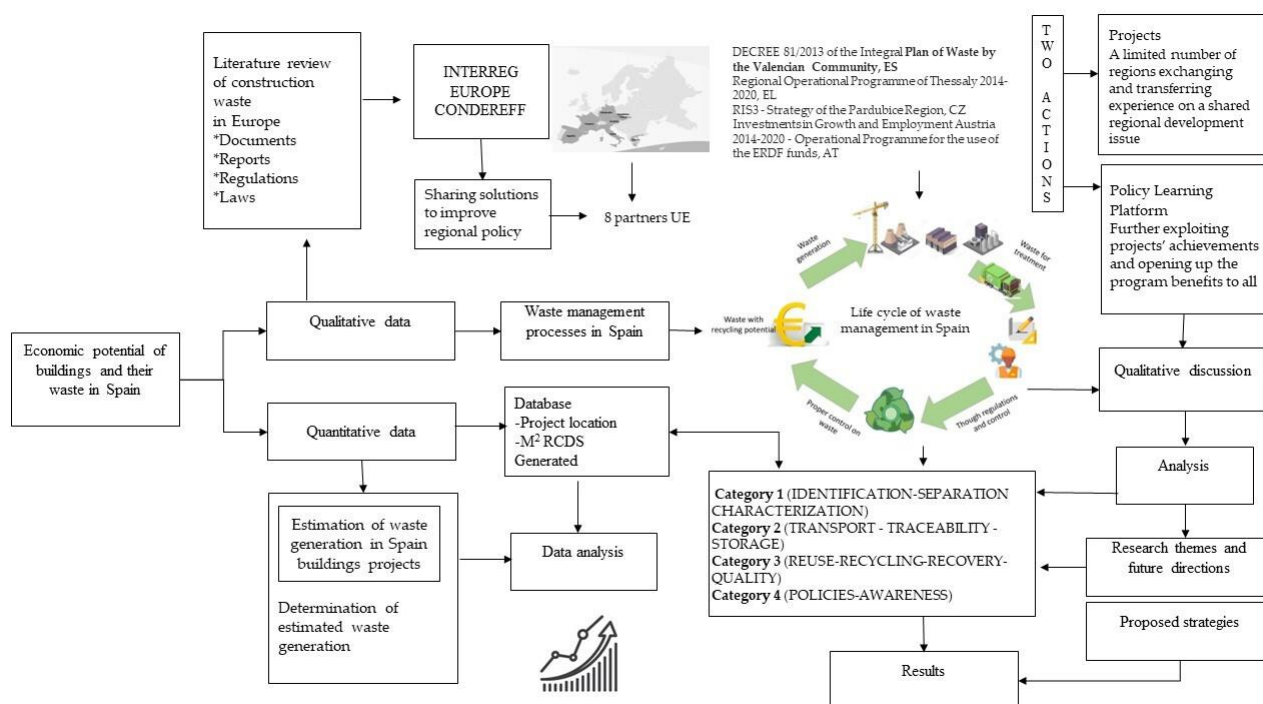 Literature review
of construction waste
in Europe
*Documents
*Reports
*Regulations
*Laws
INTERREG
EUROPE
CONDEREFF
Sharing solutions
to improve
regional policy
8 partners UE
DECREE 81/2013 of the Integral Plan of Waste by
the Valencian Community, ES
Regional Operational Programme of Thessaly 2014-
2020, EL
RIS3 - Strategy of the Pardubice Region, CZ
Investments in Growth and Employment Austria
2014-2020 - Operational Programme for the use of
the ERDF funds, AT
TWO ACTIONS
Projects
A limited number of
regions exchanging
and transferring
experience on a shared
regional development
issue
Policy Learning
Platform
Further exploiting
projects' achievements
and opening up the
program benefits to all
Economic potential of
buildings and their
waste in Spain
Qualitative data
Waste management
processes in Spain
Waste with
recycling potential
Waste
generation
Waste for
treatment
Life cycle of waste
management in Spain
Though regulations
and control
Proper control on
waste
Qualitative discussion
Quantitative data
Database
-Project location
-M² RCDS
Generated
Estimation of waste
generation in Spain
buildings projects
Determination of
estimated waste
generation
Data analysis
Category 1 (IDENTIFICATION-SEPARATION
CHARACTERIZATION)
Category 2 (TRANSPORT - TRACEABILITY -
STORAGE)
Category 3 (REUSE-RECYCLING-RECOVERY-
QUALITY)
Category 4 (POLICIES-AWARENESS)
Analysis
Research themes and
future directions
Proposed strategies
Results